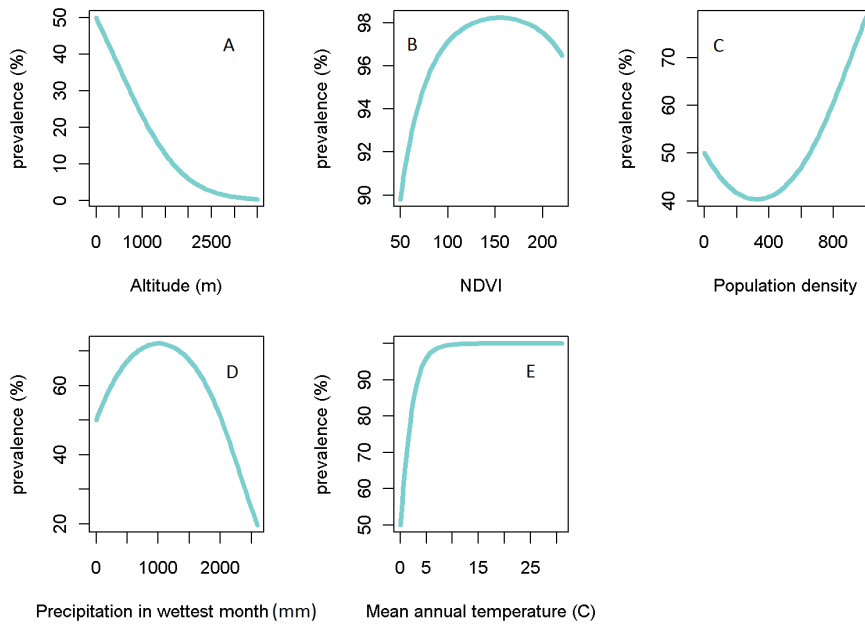 A
prevalence (%)
50
40
30
20
10
0
0 1000 2500
Altitude (m)
B
prevalence (%)
98
96
94
92
90
50 100 150 200
NDVI
C
prevalence (%)
70
60
50
40
0 400 800
Population density
D
prevalence (%)
60
40
20
0 1000 2000
Precipitation in wettest month (mm)
E
prevalence (%)
100
90
80
70
60
50
0 5 15 25
Mean annual temperature (C)